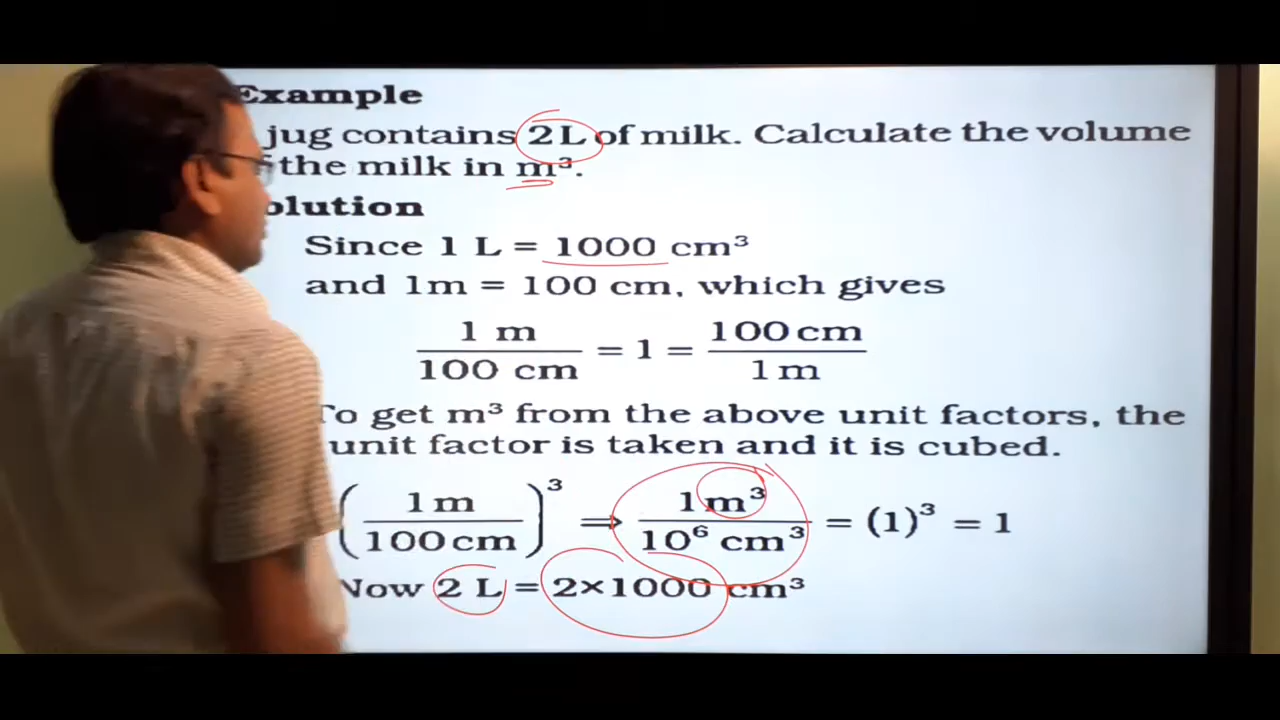 Example
jug contains 2 L of milk. Calculate the volume
the milk in m³.
olution
Since 1 L = 1000 cm³
and 1m = 100 cm, which gives
1 m / 100 cm = 1 = 100 cm / 1 m
To get m³ from the above unit factors, the
unit factor is taken and it is cubed.
(1 m / 100 cm)³ ⇒ 1 m³ / 10⁶ cm³ = (1)³ = 1
Now 2 L = 2×1000 cm³